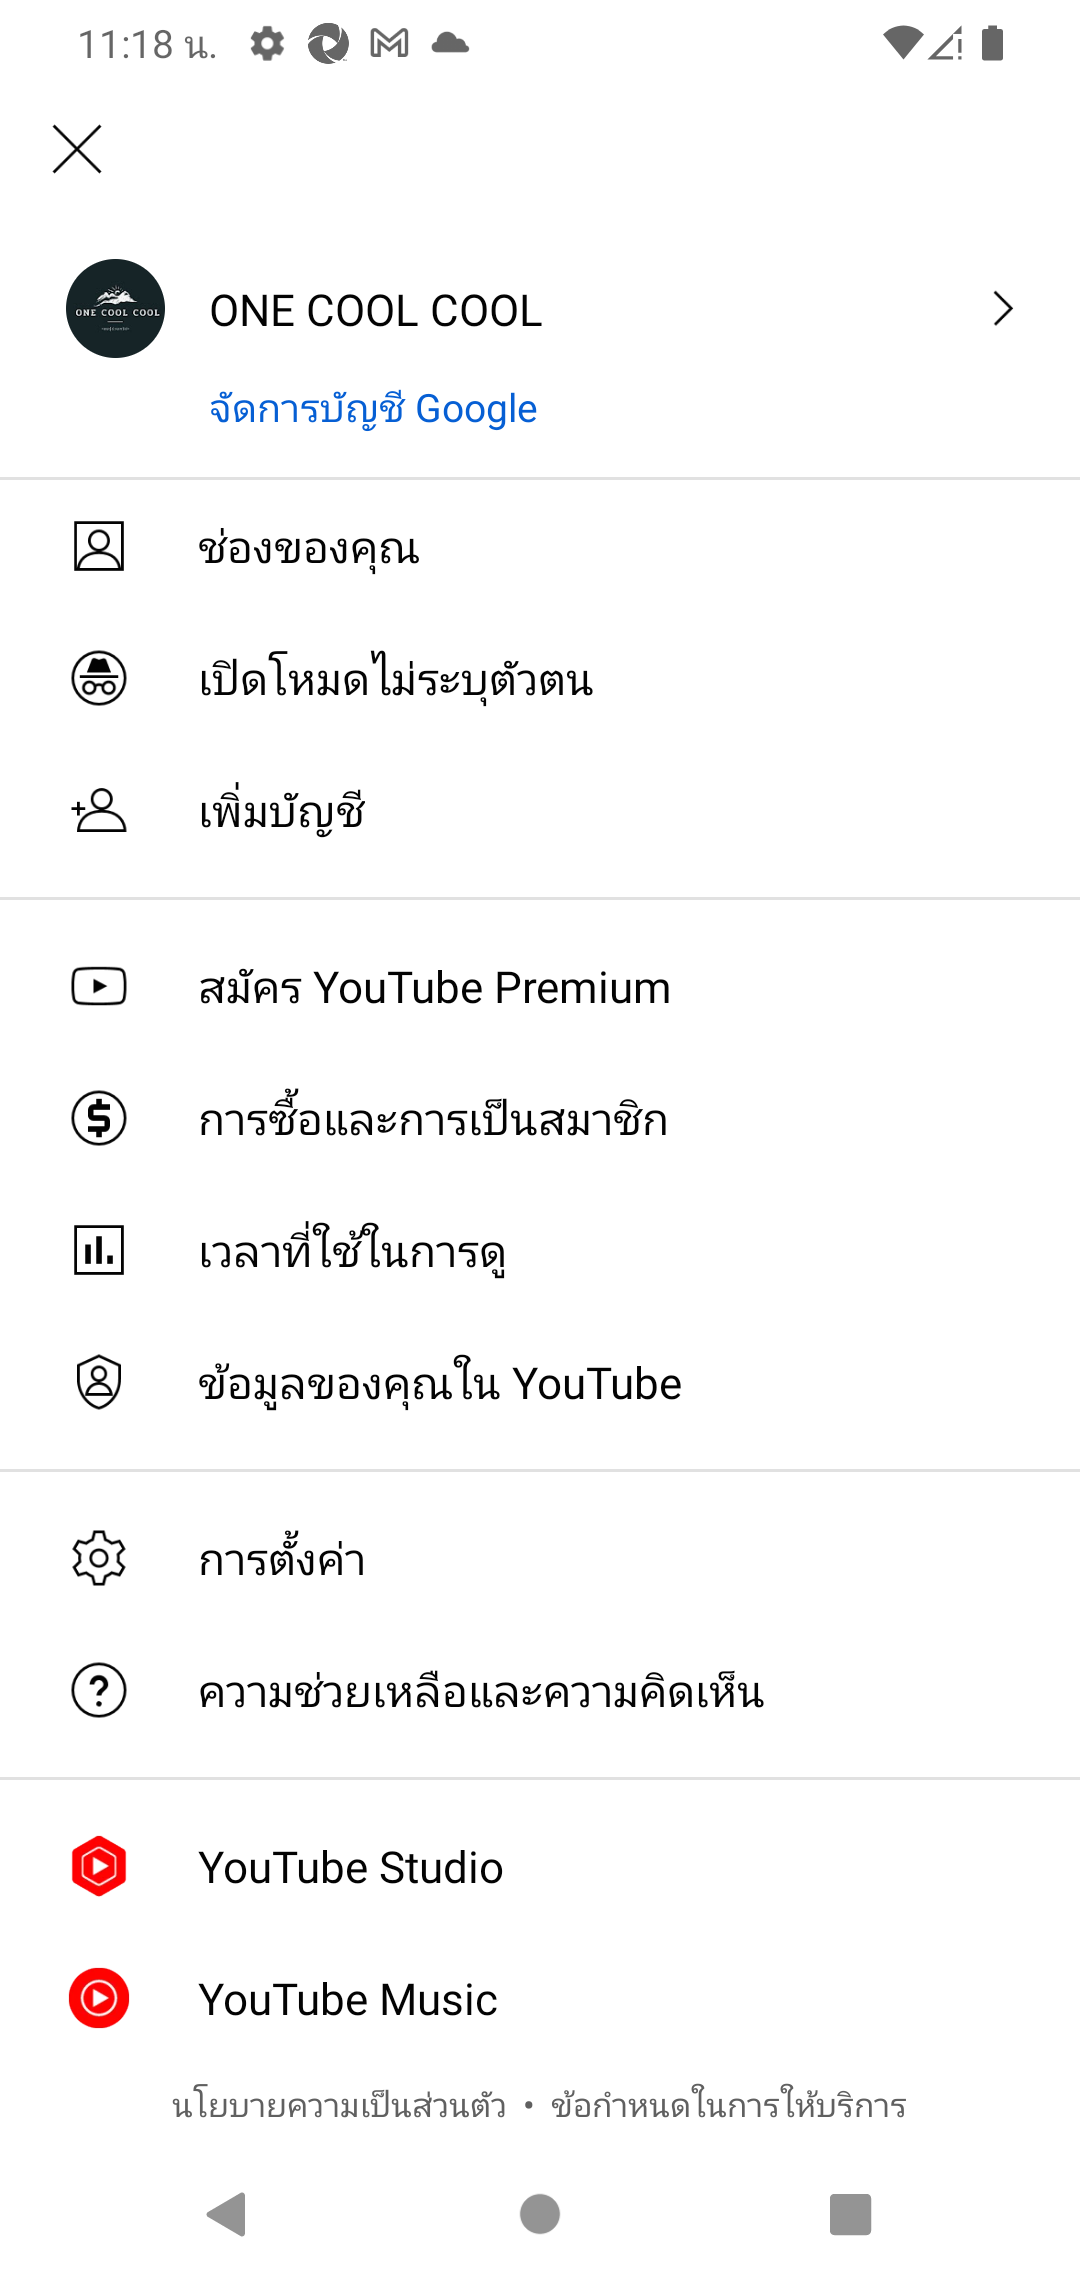 11:18 น.
ONE COOL COOL
ONE COOL COOL
จัดการบัญชี Google
ช่องของคุณ
เปิดโหมดไม่ระบุตัวตน
เพิ่มบัญชี
สมัคร YouTube Premium
การซื้อและการเป็นสมาชิก
เวลาที่ใช้ในการดู
ข้อมูลของคุณใน YouTube
การตั้งค่า
ความช่วยเหลือและความคิดเห็น
YouTube Studio
YouTube Music
นโยบายความเป็นส่วนตัว • ข้อกำหนดในการให้บริการ